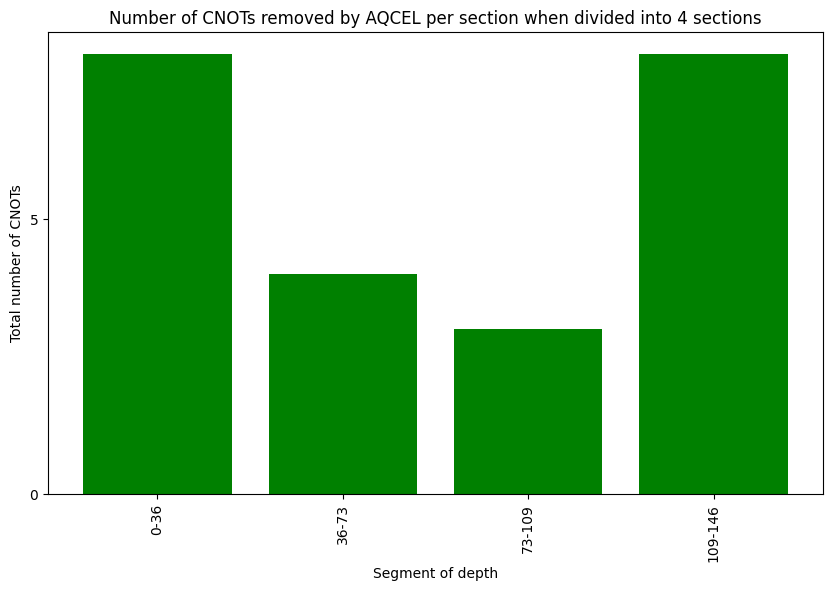 Number of CNOTs removed by AQCEL per section when divided into 4 sections
Total number of CNOTs
5
0
0-36
36-73
73-109
109-146
Segment of depth